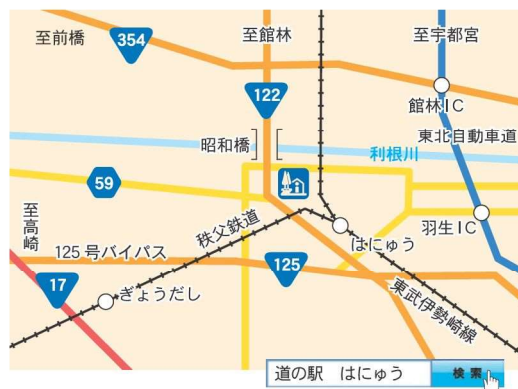 至前橋
354
至館林
至宇都宮
122
館林IC
東北自動車道
昭和橋
利根川
59
至高崎
秩父鉄道
はにゅう
羽生IC
125号バイパス
125
17
ぎょうだし
東武伊勢崎線
道の駅 はにゅう
検索